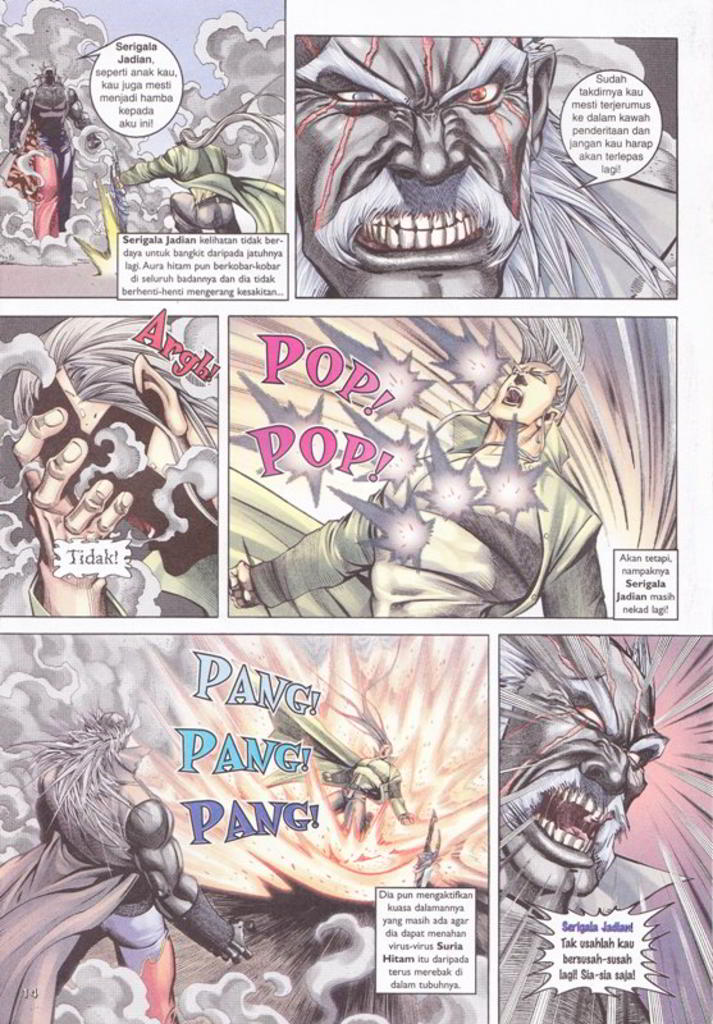 Serigala
Jadian,
seperti anak kau,
kau juga mesti
menjadi hamba
kepada
aku ini!
Serigala Jadian kelihatan tidak ber-
daya untuk bangkit daripada jatuhnya
lagi. Aura hitam pun berkobar-kobar
di seluruh badannya dan dia tidak
berhenti-henti mengerang kesakitan...
Sudah
takdirnya kau
mesti terjerumus
ke dalam kawah
penderitaan dan
jangan kau harap
akan terlepas
lagi!
Argh!
Tidak!
POP!
POP!
Akan tetapi,
nampaknya
Serigala
Jadian masih
nekad lagi!
PANG!
PANG!
PANG!
Dia pun mengaktifkan
kuasa dalamannya
yang masih ada agar
dia dapat menahan
virus-virus Suria
Hitam itu daripada
terus merebak di
dalam tubuhnya.
Serigala Jadian!
Tak usahlah kau
bersusah-susah
lagi! Sia-sia saja!
14